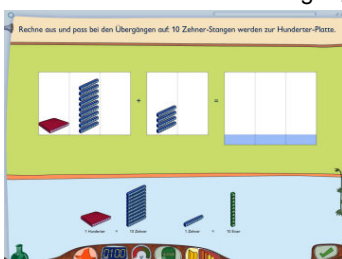 Rechne aus und pass bei den Übergängen auf: 10 Zehner-Stangen werden zur Hunderter-Platte.
+
=
1 Hunderter = 10 Zehner
1 Zehner = 10 Einer